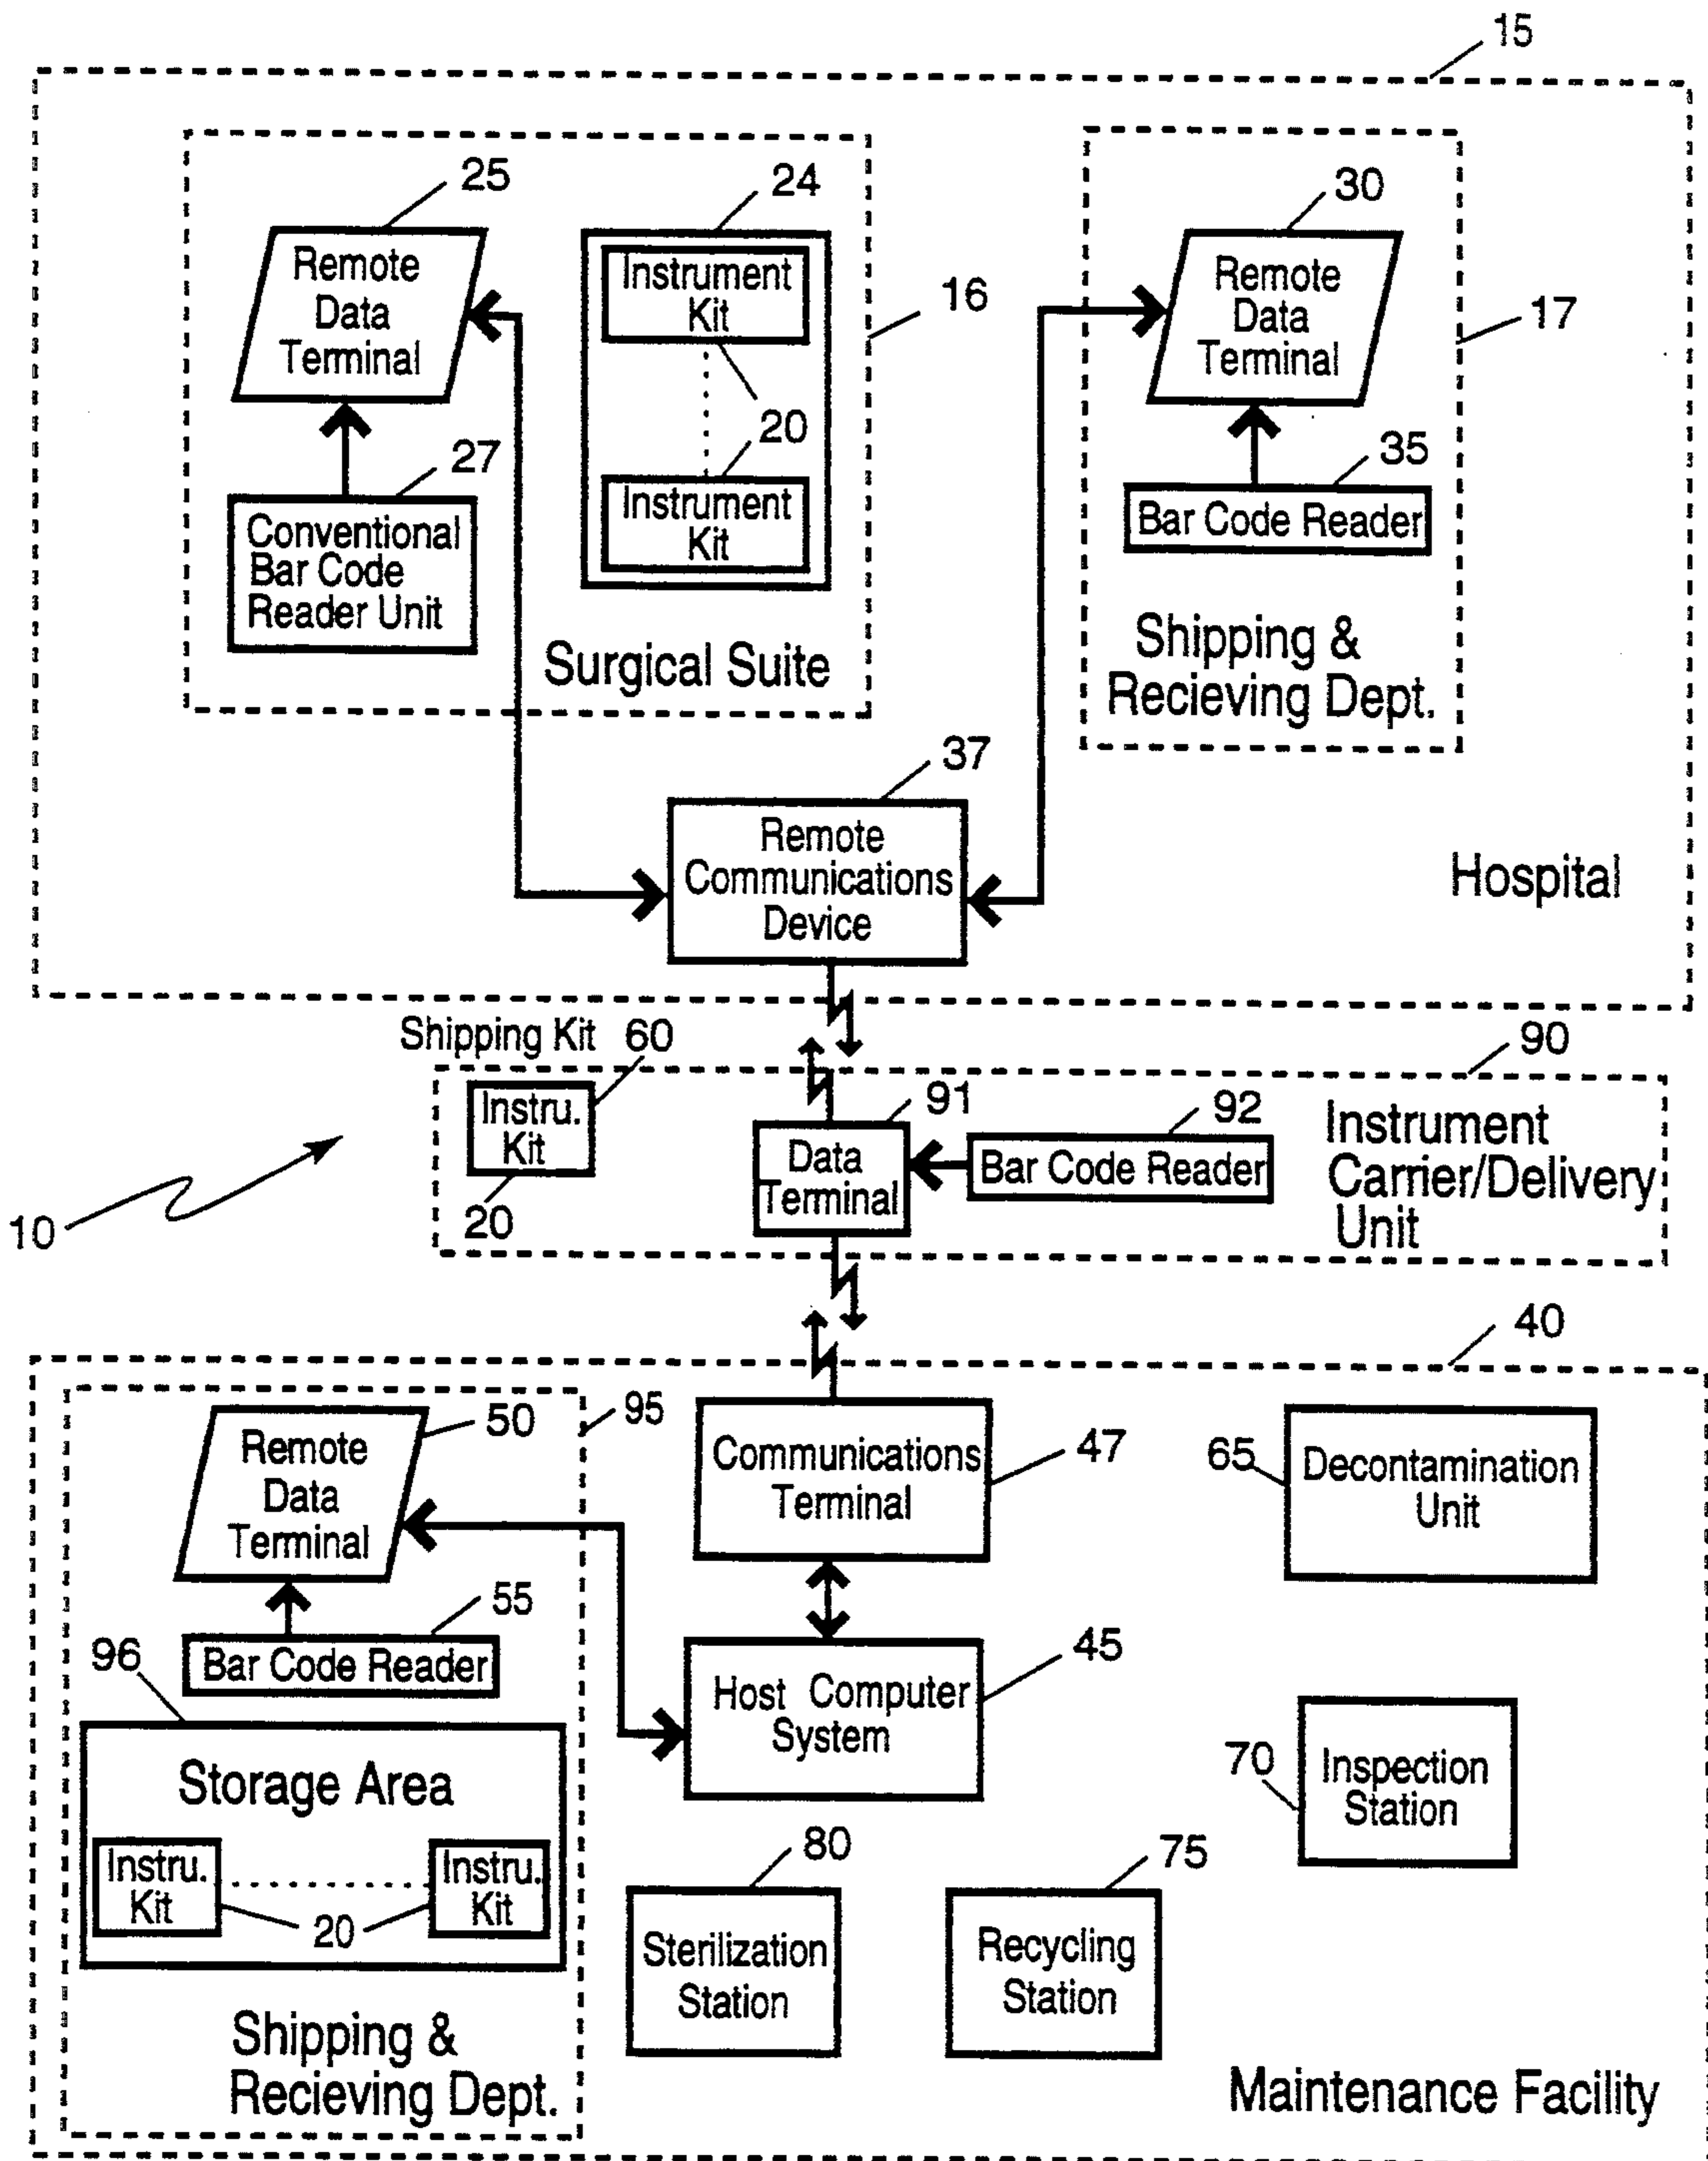 15
25
24
30
Remote
Data
Terminal
Instrument
Kit
16
Remote
Data
Terminal
17
20
27
35
Conventional
Bar Code
Reader Unit
Instrument
Kit
Bar Code Reader
Surgical Suite
Shipping &
Recieving Dept.
37
Remote
Communications
Device
Hospital
Shipping Kit 60
90
Instru.
Kit
20
91
Data
Terminal
92
Bar Code Reader
Instrument
Carrier/Delivery
Unit
10
40
50
95
Remote
Data
Terminal
Communications
Terminal
47
65
Decontamination
Unit
55
Bar Code Reader
96
Host Computer
System
45
Storage Area
70
Inspection
Station
Instru.
Kit
20
Instru.
Kit
80
75
Sterilization
Station
Recycling
Station
Shipping &
Recieving Dept.
Maintenance Facility